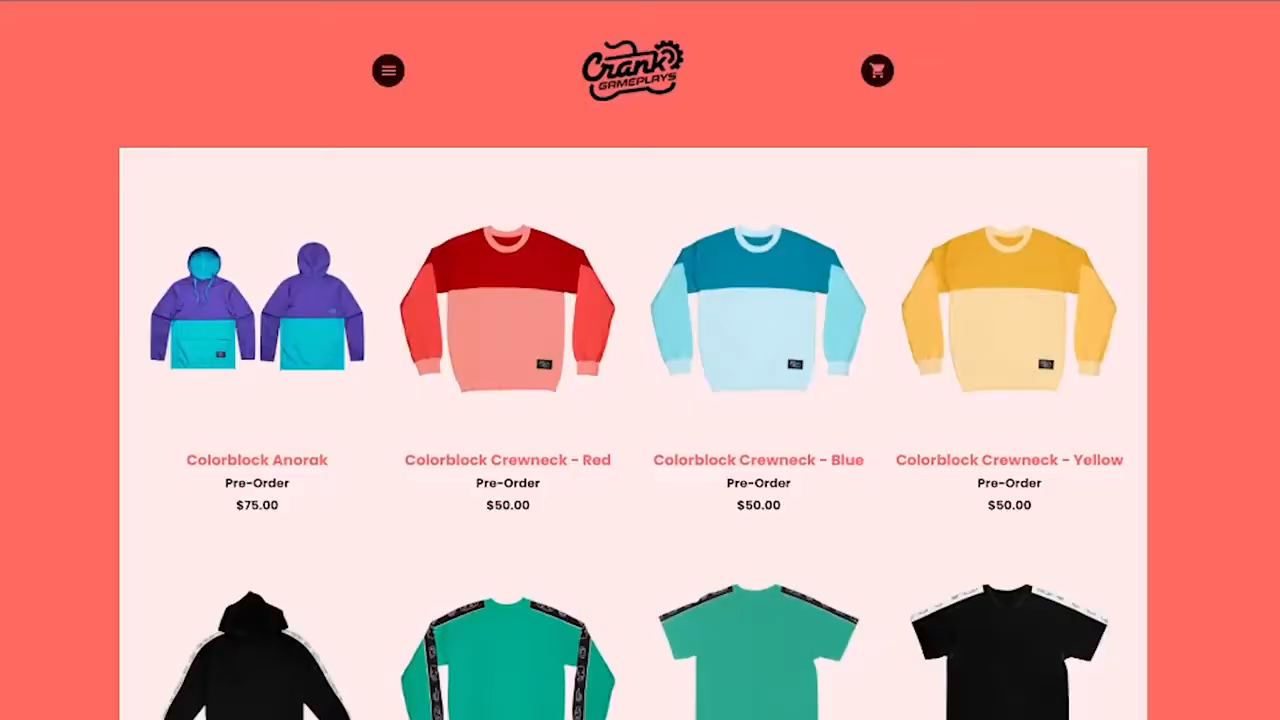 Crank
GAMEPLAYS
Colorblock Anorak
Pre-Order
$75.00
Colorblock Crewneck - Red
Pre-Order
$50.00
Colorblock Crewneck - Blue
Pre-Order
$50.00
Colorblock Crewneck - Yellow
Pre-Order
$50.00